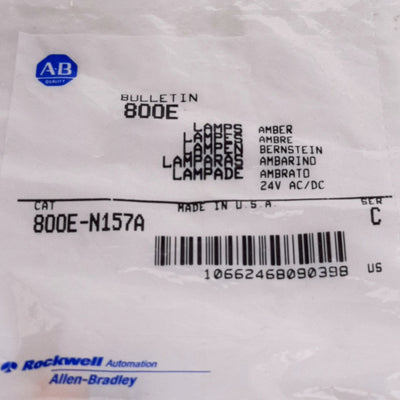 A-B
QUALITY
BULLETIN
800E
LAMPS AMBER
LAMPES AMBRE
LAMPEN BERNSTEIN
LAMPARAS AMBARINO
LAMPADE AMBRATO
24V AC/DC
CAT MADE IN U.S.A. SER
800E-N157A C
10662468090398 US
Rockwell Automation
Allen-Bradley